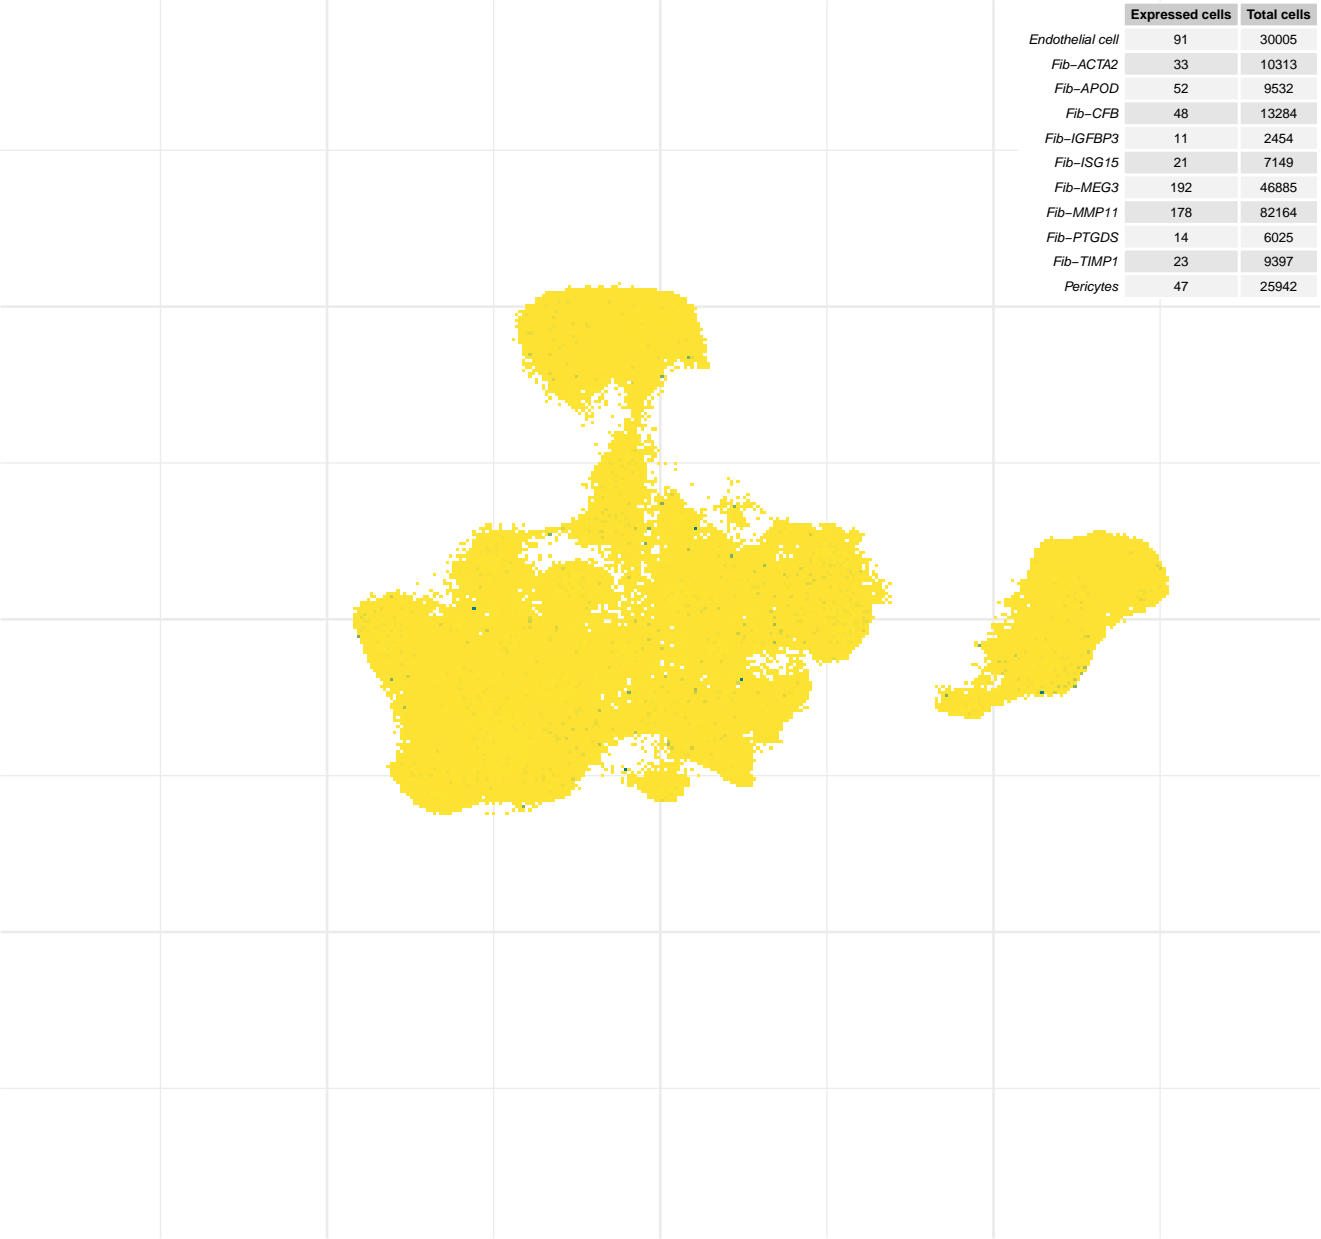 Expressed cells Total cells
Endothelial cell 91 30005
Fib−ACTA2 33 10313
Fib−APOD 52 9532
Fib−CFB 48 13284
Fib−IGFBP3 11 2454
Fib−ISG15 21 7149
Fib−MEG3 192 46885
Fib−MMP11 178 82164
Fib−PTGDS 14 6025
Fib−TIMP1 23 9397
Pericytes 47 25942